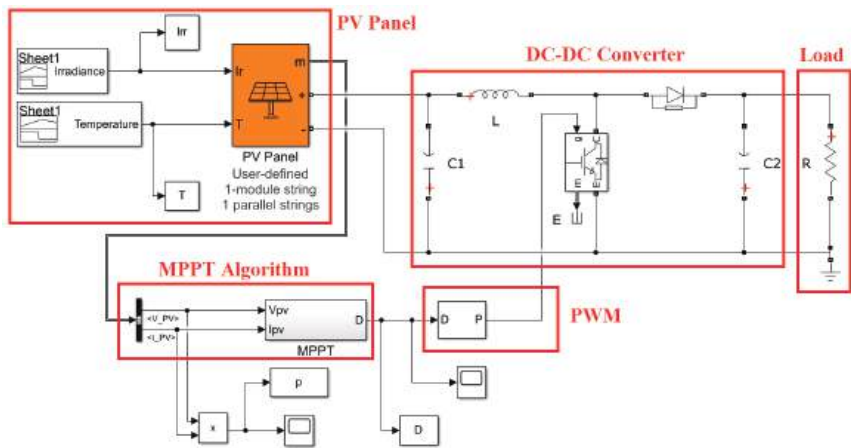 PV Panel
Irr
Sheet1
Irradiance
Ir
m
+
Sheet1
Temperature
T
-
PV Panel
User-defined
1-module string
1 parallel strings
T
DC-DC Converter
Load
L
C1
g
C
m
E
E
C2
R
MPPT Algorithm
<V_PV>
<I_PV>
Vpv
Ipv
D
MPPT
D
P
PWM
p
x
D